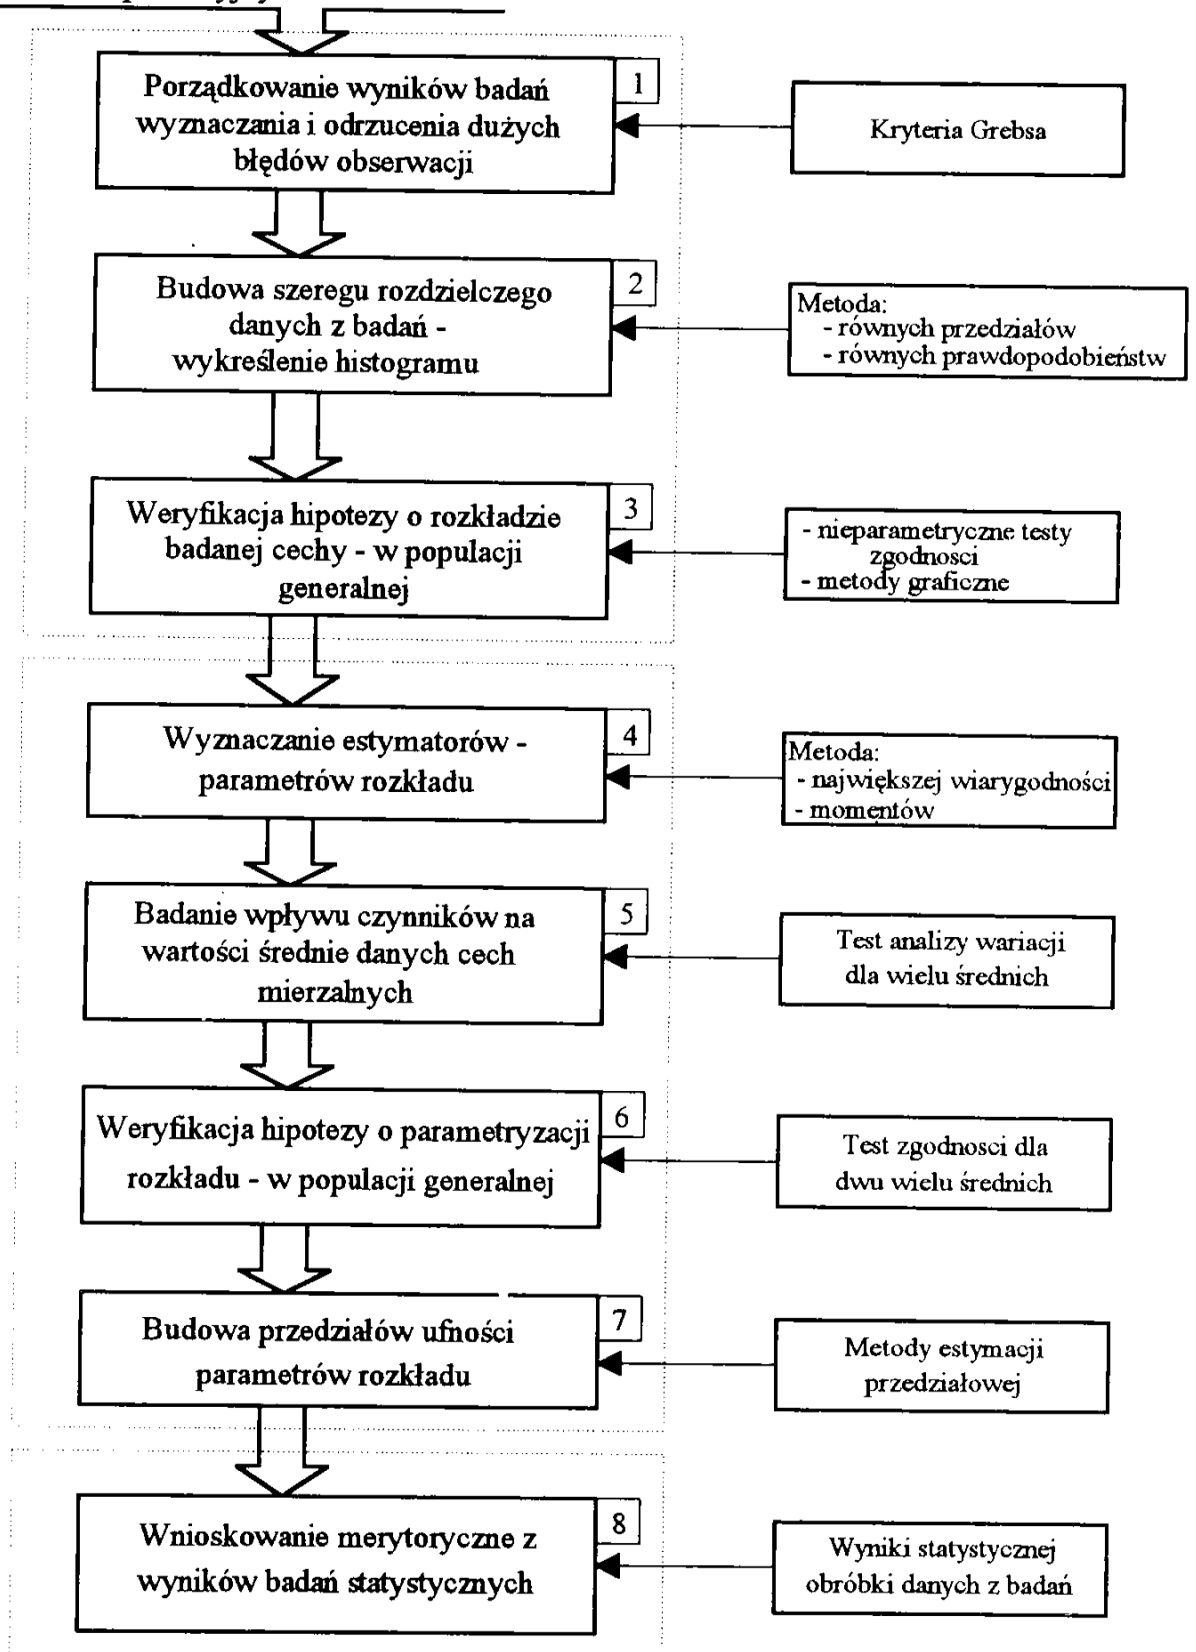 Porządkowanie wyników badań
wyznaczania i odrzucenia dużych
błędów obserwacji
1
Kryteria Grebsa
Budowa szeregu rozdzielczego
danych z badań -
wykreślenie histogramu
2
Metoda:
- równych przedziałów
- równych prawdopodobieństw
Weryfikacja hipotezy o rozkładzie
badanej cechy - w populacji
generalnej
3
- nieparametryczne testy
zgodnosci
- metody graficzne
Wyznaczanie estymatorów -
parametrów rozkładu
4
Metoda:
- największej wiarygodności
- momentów
Badanie wpływu czynników na
wartości średnie danych cech
mierzalnych
5
Test analizy wariacji
dla wielu średnich
Weryfikacja hipotezy o parametryzacji
rozkładu - w populacji generalnej
6
Test zgodnosci dla
dwu wielu średnich
Budowa przedziałów ufności
parametrów rozkładu
7
Metody estymacji
przedziałowej
Wnioskowanie merytoryczne z
wyników badań statystycznych
8
Wyniki statystycznej
obróbki danych z badań